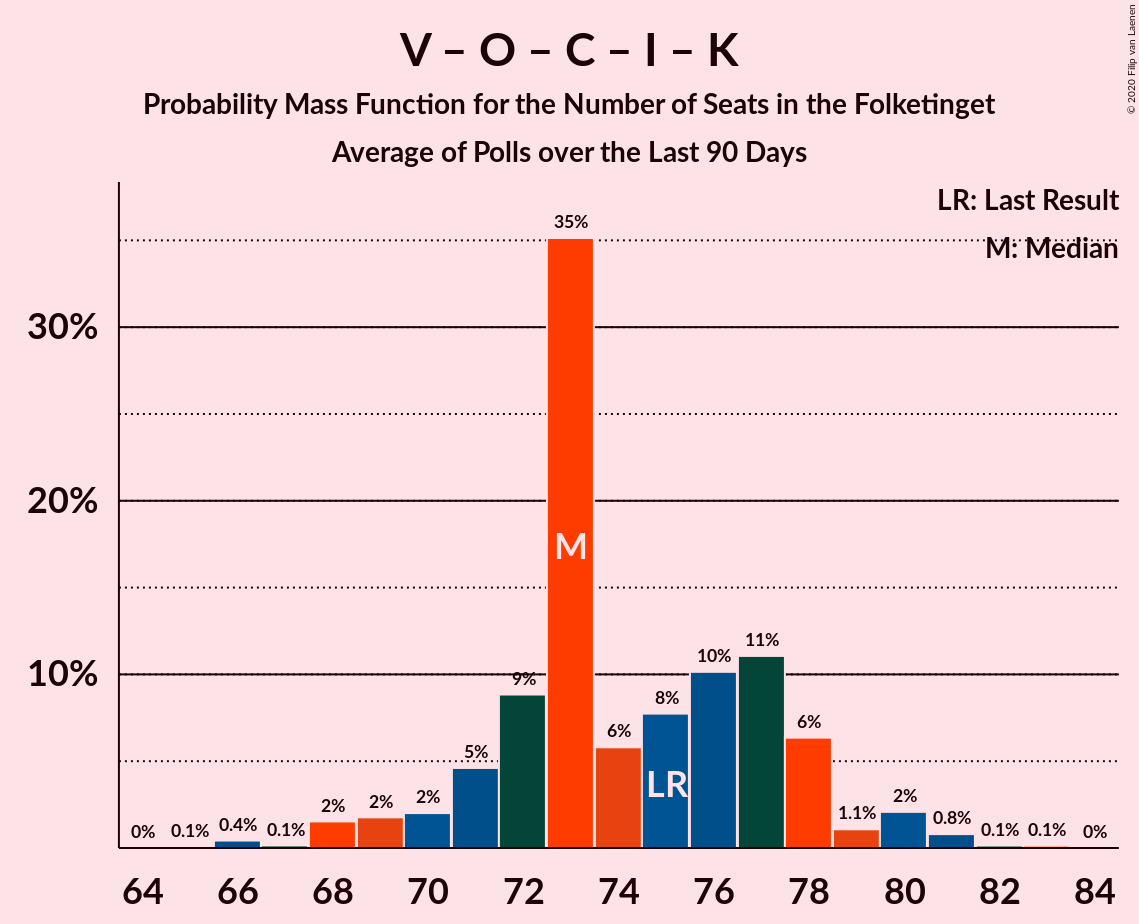 V – O – C – I – K
Probability Mass Function for the Number of Seats in the Folketinget
Average of Polls over the Last 90 Days
© 2020 Filip van Laenen
LR: Last Result
M: Median
30%
20%
10%
0%
0.1%
0.4%
0.1%
2%
2%
2%
5%
9%
35%
6%
8%
10%
11%
6%
1.1%
2%
0.8%
0.1%
0.1%
0%
M
LR
64 66 68 70 72 74 76 78 80 82 84